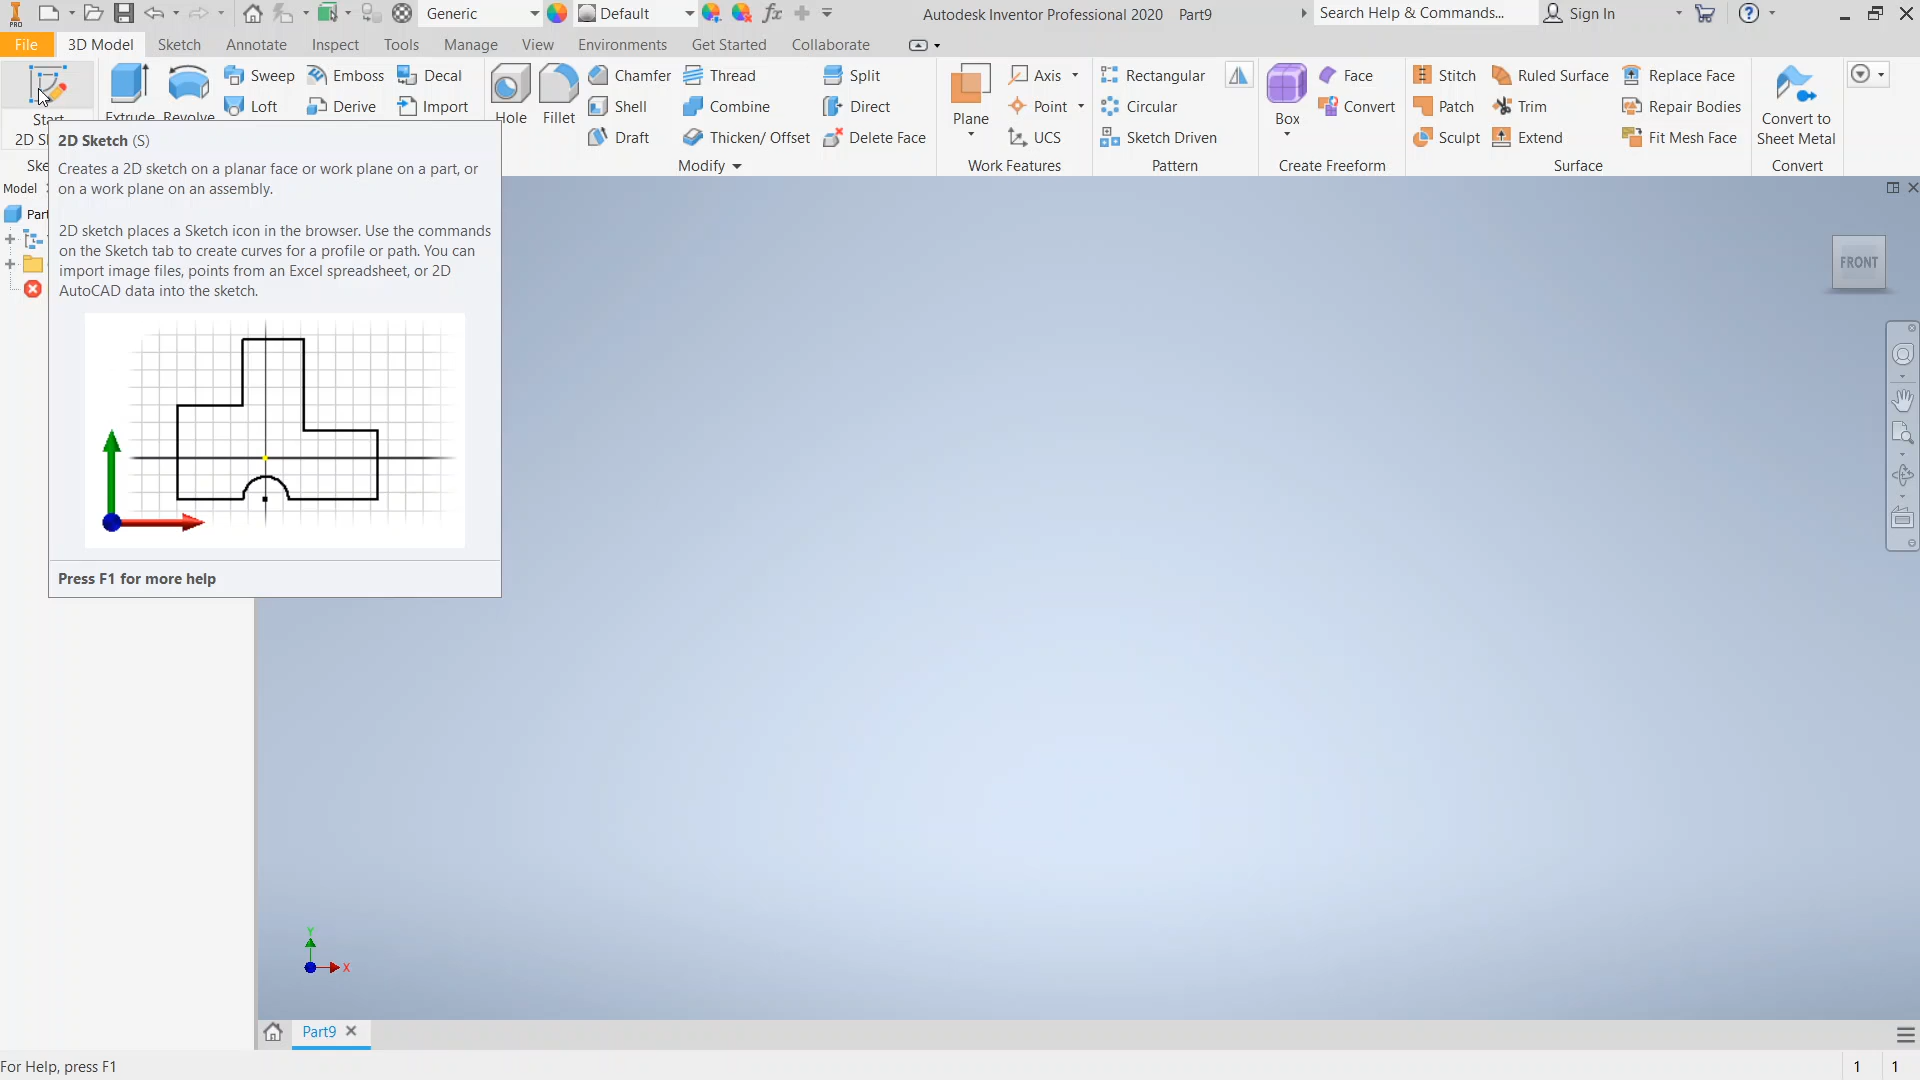 PRO Generic Default Autodesk Inventor Professional 2020 Part9 Search Help & Commands... Sign In
File 3D Model Sketch Annotate Inspect Tools Manage View Environments Get Started Collaborate
Sweep Emboss Decal Chamfer Thread Split Axis Rectangular Face Stitch Ruled Surface Replace Face
Loft Derive Import Shell Combine Direct Point Circular Convert Patch Trim Repair Bodies
Start Extrude Revolve Hole Fillet Plane Box Convert to
2D Draft Thicken/ Offset Delete Face UCS Sketch Driven Sculpt Extend Fit Mesh Face Sheet Metal
Modify Work Features Pattern Create Freeform Surface Convert
2D Sketch (S)
Creates a 2D sketch on a planar face or work plane on a part, or
on a work plane on an assembly.
2D sketch places a Sketch icon in the browser. Use the commands
on the Sketch tab to create curves for a profile or path. You can
import image files, points from an Excel spreadsheet, or 2D
AutoCAD data into the sketch.
Press F1 for more help
Model
Part
FRONT
Y
X
Part9
For Help, press F1 1 1